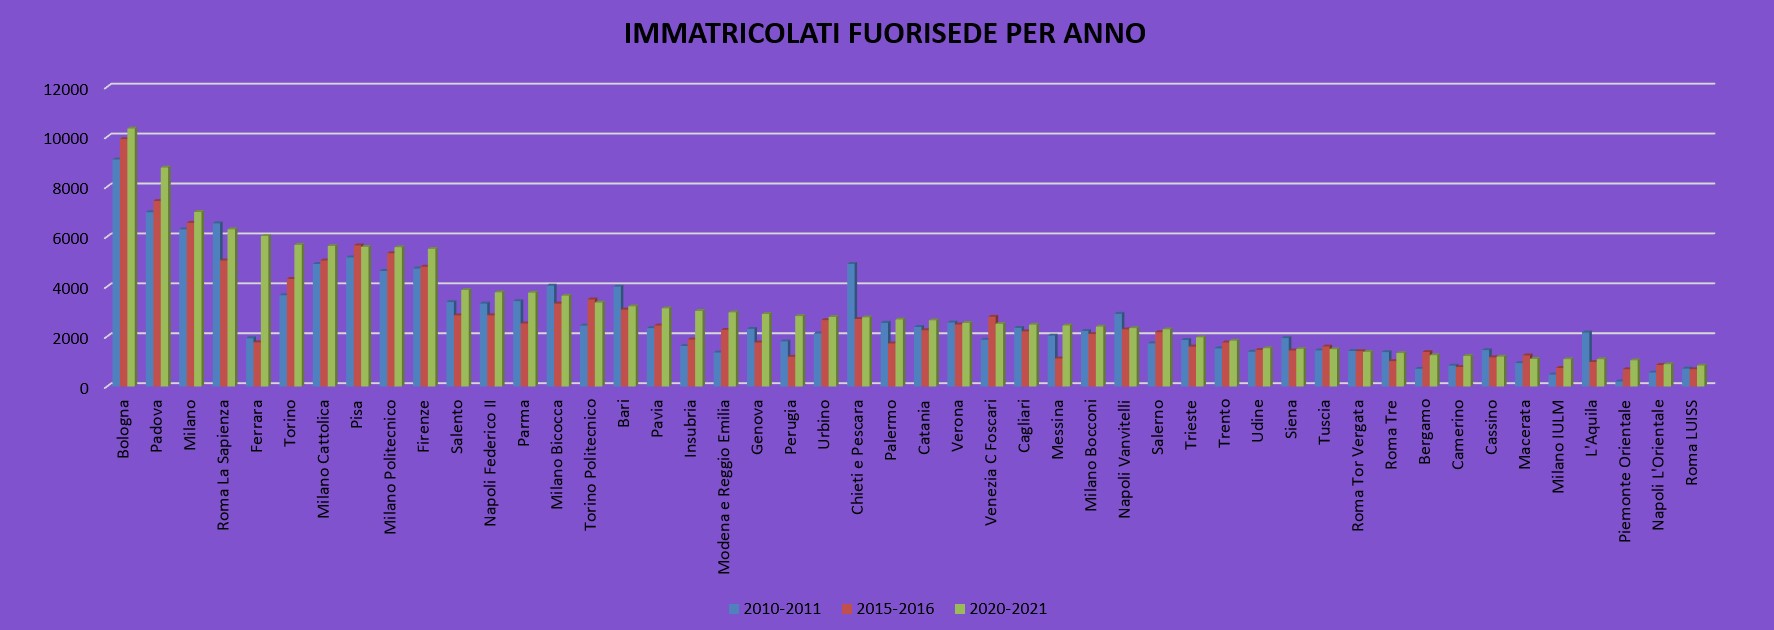 IMMATRICOLATI FUORISEDE PER ANNO
12000
10000
8000
6000
4000
2000
0
Bologna
Padova
Milano
Roma La Sapienza
Ferrara
Torino
Milano Cattolica
Pisa
Milano Politecnico
Firenze
Salento
Napoli Federico II
Parma
Milano Bicocca
Torino Politecnico
Bari
Pavia
Insubria
Modena e Reggio Emilia
Genova
Perugia
Urbino
Chieti e Pescara
Palermo
Catania
Verona
Venezia C Foscari
Cagliari
Messina
Milano Bocconi
Napoli Vanvitelli
Salerno
Trieste
Trento
Udine
Siena
Tuscia
Roma Tor Vergata
Roma Tre
Bergamo
Camerino
Cassino
Macerata
Milano IULM
L'Aquila
Piemonte Orientale
Napoli L'Orientale
Roma LUISS
2010-2011 2015-2016 2020-2021